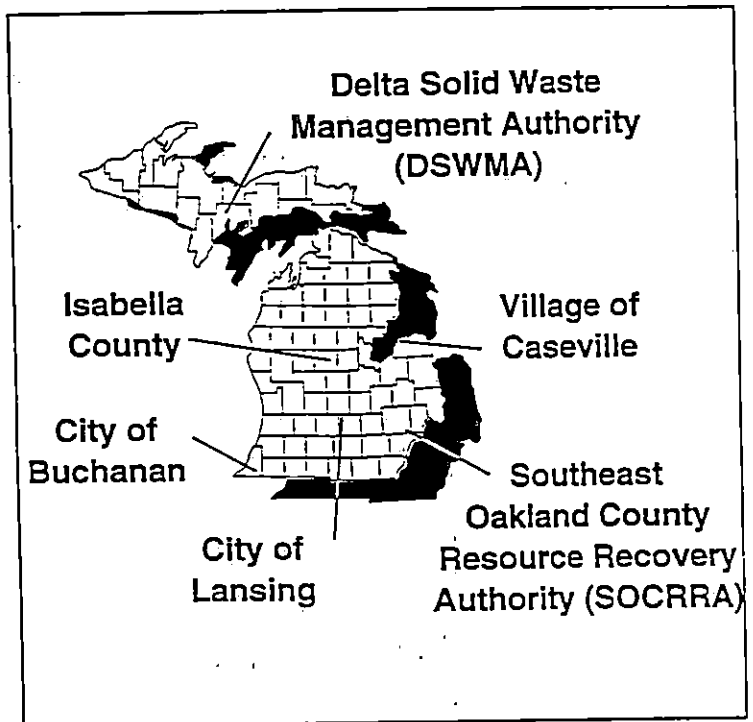 Delta Solid Waste
Management Authority
(DSWMA)
Isabella
County
Village of
Caseville
City of
Buchanan
City of
Lansing
Southeast
Oakland County
Resource Recovery
Authority (SOCRRA)